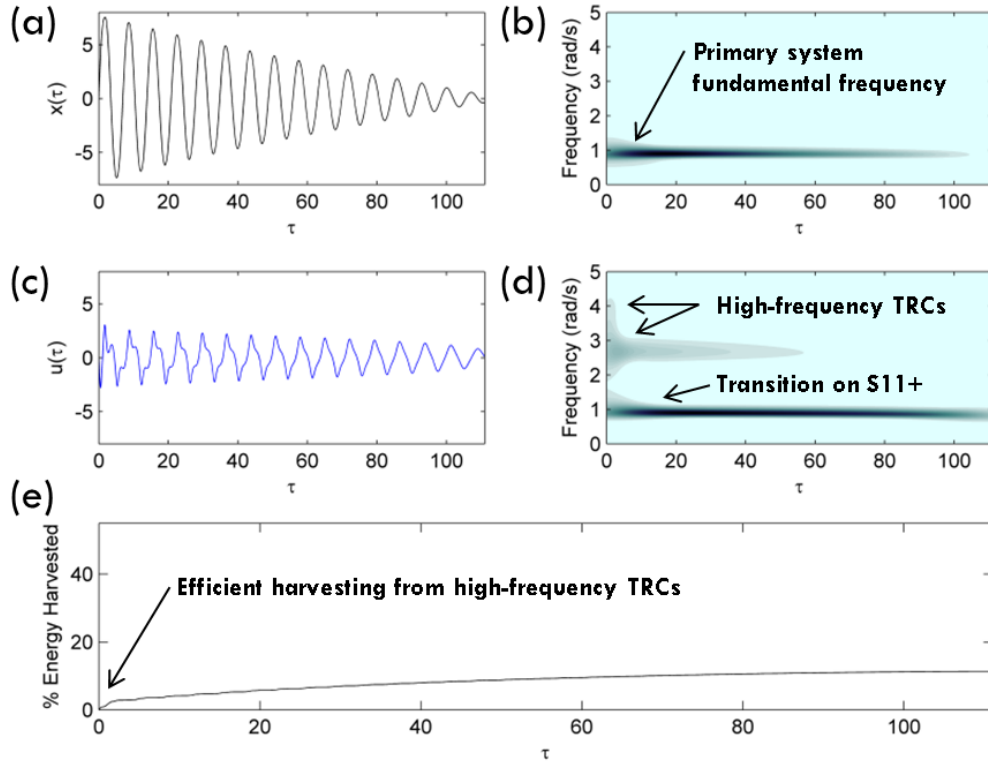 (a)
x(τ)
5
0
-5
0 20 40 60 80 100
τ
(b)
Frequency (rad/s)
5
4
3
2
1
0
Primary system
fundamental frequency
0 20 40 60 80 100
τ
(c)
u(τ)
5
0
-5
0 20 40 60 80 100
τ
(d)
Frequency (rad/s)
5
4
3
2
1
0
High-frequency TRCs
Transition on S11+
0 20 40 60 80 100
τ
(e)
% Energy Harvested
40
20
0
Efficient harvesting from high-frequency TRCs
0 20 40 60 80 100
τ